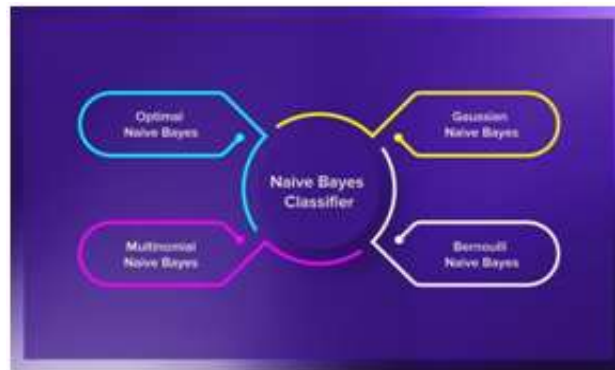 Optimal
Naive Bayes
Gaussian
Naive Bayes
Naive Bayes
Classifier
Multinomial
Naive Bayes
Bernoulli
Naive Bayes